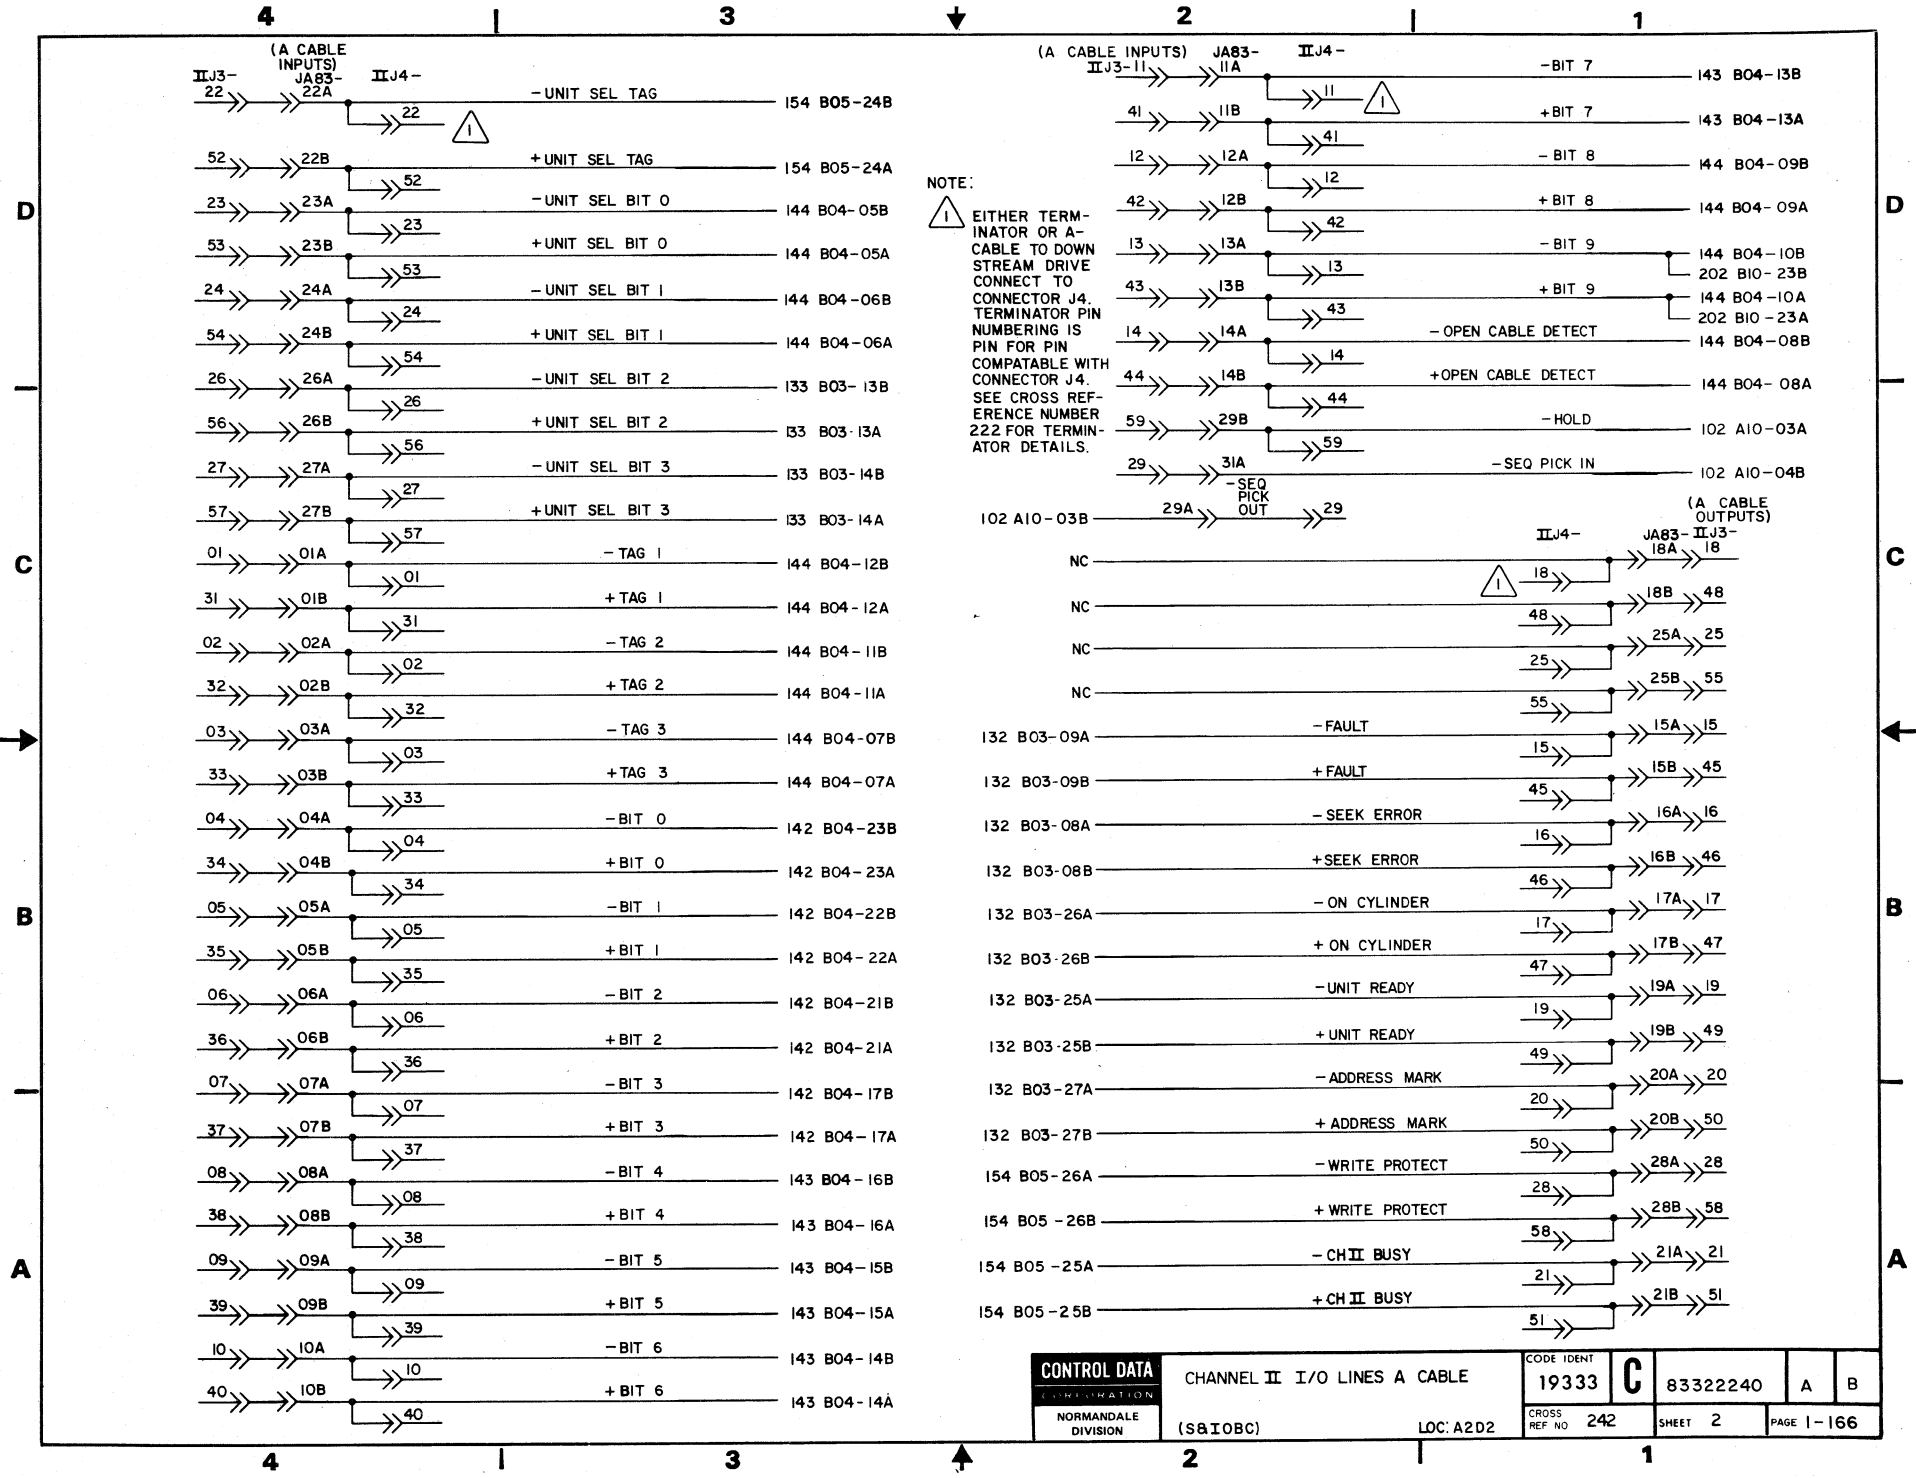 4 3 2 1
(A CABLE
INPUTS)
IIJ3- JA83- IIJ4-
22 22A -UNIT SEL TAG 154 B05-24B
22 1
52 22B +UNIT SEL TAG 154 B05-24A
52
23 23A -UNIT SEL BIT 0 144 B04-05B
23
53 23B +UNIT SEL BIT 0 144 B04-05A
53
24 24A -UNIT SEL BIT 1 144 B04-06B
24
54 24B +UNIT SEL BIT 1 144 B04-06A
54
26 26A -UNIT SEL BIT 2 133 B03-13B
26
56 26B +UNIT SEL BIT 2 133 B03-13A
56
27 27A -UNIT SEL BIT 3 133 B03-14B
27
57 27B +UNIT SEL BIT 3 133 B03-14A
57
01 01A -TAG 1 144 B04-12B
01
31 01B +TAG 1 144 B04-12A
31
02 02A -TAG 2 144 B04-11B
02
32 02B +TAG 2 144 B04-11A
32
03 03A -TAG 3 144 B04-07B
03
33 03B +TAG 3 144 B04-07A
33
04 04A -BIT 0 142 B04-23B
04
34 04B +BIT 0 142 B04-23A
34
05 05A -BIT 1 142 B04-22B
05
35 05B +BIT 1 142 B04-22A
35
06 06A -BIT 2 142 B04-21B
06
36 06B +BIT 2 142 B04-21A
36
07 07A -BIT 3 142 B04-17B
07
37 07B +BIT 3 142 B04-17A
37
08 08A -BIT 4 143 B04-16B
08
38 08B +BIT 4 143 B04-16A
38
09 09A -BIT 5 143 B04-15B
09
39 09B +BIT 5 143 B04-15A
39
10 10A -BIT 6 143 B04-14B
10
40 10B +BIT 6 143 B04-14A
40
NOTE:
1 EITHER TERM-
INATOR OR A-
CABLE TO DOWN
STREAM DRIVE
CONNECT TO
CONNECTOR J4.
TERMINATOR PIN
NUMBERING IS
PIN FOR PIN
COMPATABLE WITH
CONNECTOR J4.
SEE CROSS REF-
ERENCE NUMBER
222 FOR TERMIN-
ATOR DETAILS.
(A CABLE INPUTS) JA83- IIJ4-
IIJ3-11 11A -BIT 7 143 B04-13B
11 1
41 11B +BIT 7 143 B04-13A
41
12 12A -BIT 8 144 B04-09B
12
42 12B +BIT 8 144 B04-09A
42
13 13A -BIT 9 144 B04-10B
13 202 B10-23B
43 13B +BIT 9 144 B04-10A
43 202 B10-23A
14 14A -OPEN CABLE DETECT 144 B04-08B
14
44 14B +OPEN CABLE DETECT 144 B04-08A
44
59 29B -HOLD 102 A10-03A
59
29 31A -SEQ PICK IN 102 A10-04B
-SEQ
PICK
OUT
102 A10-03B 29A 29
(A CABLE
OUTPUTS)
IIJ4- JA83- IIJ3-
NC 18A 18
1 18
NC 18B 48
48
NC 25A 25
25
NC 25B 55
55
132 B03-09A -FAULT 15A 15
15
132 B03-09B +FAULT 15B 45
45
132 B03-08A -SEEK ERROR 16A 16
16
132 B03-08B +SEEK ERROR 16B 46
46
132 B03-26A -ON CYLINDER 17A 17
17
132 B03-26B +ON CYLINDER 17B 47
47
132 B03-25A -UNIT READY 19A 19
19
132 B03-25B +UNIT READY 19B 49
49
132 B03-27A -ADDRESS MARK 20A 20
20
132 B03-27B +ADDRESS MARK 20B 50
50
154 B05-26A -WRITE PROTECT 28A 28
28
154 B05-26B +WRITE PROTECT 28B 58
58
154 B05-25A -CH II BUSY 21A 21
21
154 B05-25B +CH II BUSY 21B 51
51
D D
C C
B B
A A
CONTROL DATA
CORPORATION
NORMANDALE
DIVISION
CHANNEL II I/O LINES A CABLE
(S&IOBC) LOC: A2D2
CODE IDENT
19333 C 83322240 A B
CROSS
REF NO 242 SHEET 2 PAGE 1-166
4 3 2 1